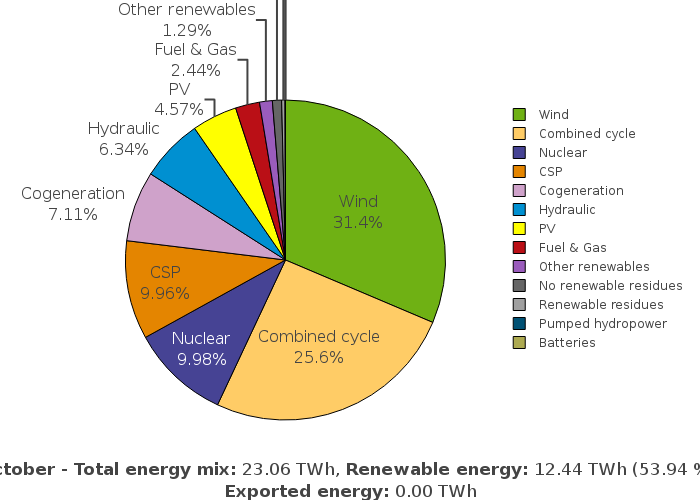 Other renewables
1.29%
Fuel & Gas
2.44%
PV
4.57%
Hydraulic
6.34%
Cogeneration
7.11%
CSP
9.96%
Nuclear
9.98%
Combined cycle
25.6%
Wind
31.4%
Wind
Combined cycle
Nuclear
CSP
Cogeneration
Hydraulic
PV
Fuel & Gas
Other renewables
No renewable residues
Renewable residues
Pumped hydropower
Batteries
ctober - Total energy mix: 23.06 TWh, Renewable energy: 12.44 TWh (53.94 %
Exported energy: 0.00 TWh